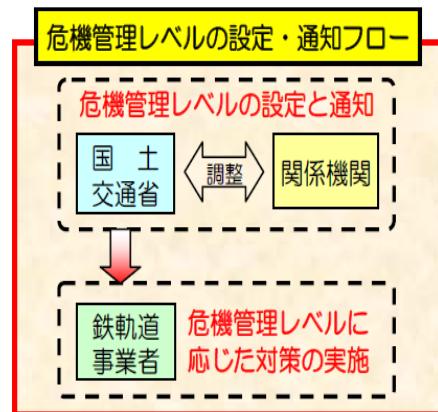 危機管理レベルの設定・通知フロー
危機管理レベルの設定と通知
国土
交通省
調整
関係機関
鉄軌道
事業者
危機管理レベルに
応じた対策の実施